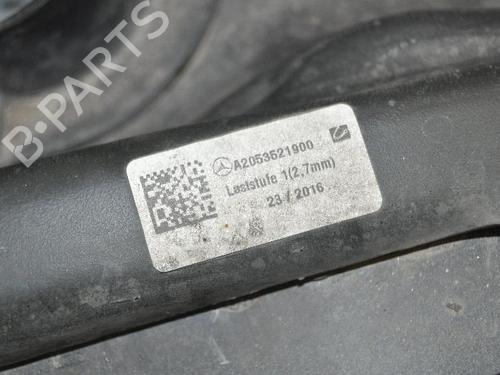 B-PARTS
A2053521900
Laststufe 1(2,7mm)
23 / 2016